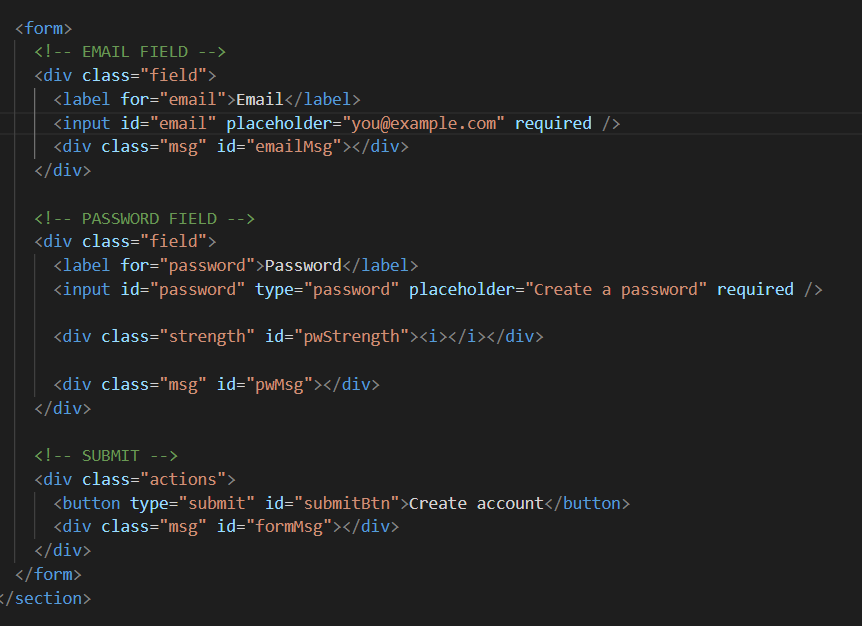 <form>
<!-- EMAIL FIELD -->
<div class="field">
<label for="email">Email</label>
<input id="email" placeholder="you@example.com" required />
<div class="msg" id="emailMsg"></div>
</div>
<!-- PASSWORD FIELD -->
<div class="field">
<label for="password">Password</label>
<input id="password" type="password" placeholder="Create a password" required />
<div class="strength" id="pwStrength"><i></i></div>
<div class="msg" id="pwMsg"></div>
</div>
<!-- SUBMIT -->
<div class="actions">
<button type="submit" id="submitBtn">Create account</button>
<div class="msg" id="formMsg"></div>
</div>
</form>
</section>